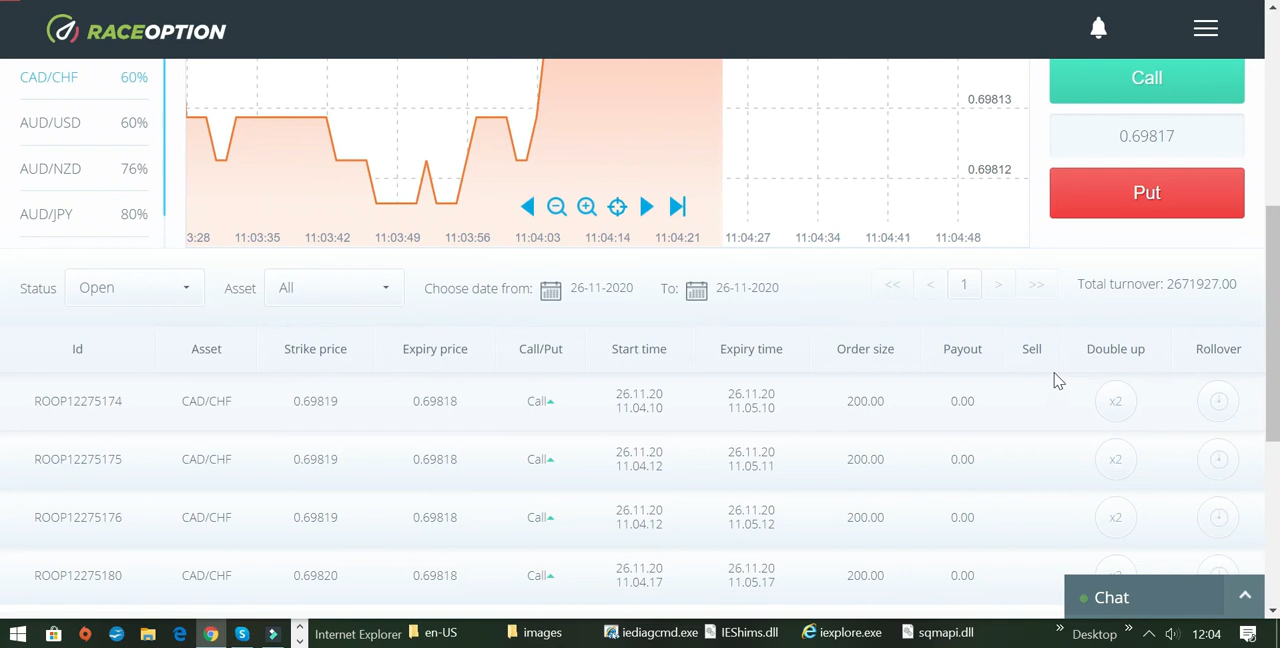 RACEOPTION
CAD/CHF 60%
AUD/USD 60%
AUD/NZD 76%
AUD/JPY 80%
0.69813
0.69812
3:28 11:03:35 11:03:42 11:03:49 11:03:56 11:04:03 11:04:14 11:04:21 11:04:27 11:04:34 11:04:41 11:04:48
Call
0.69817
Put
Status Open Asset All Choose date from: 26-11-2020 To: 26-11-2020 << < 1 > >> Total turnover: 2671927.00
Id Asset Strike price Expiry price Call/Put Start time Expiry time Order size Payout Sell Double up Rollover
ROOP12275174 CAD/CHF 0.69819 0.69818 Call 26.11.20 11.04.10 26.11.20 11.05.10 200.00 0.00 x2
ROOP12275175 CAD/CHF 0.69819 0.69818 Call 26.11.20 11.04.12 26.11.20 11.05.11 200.00 0.00 x2
ROOP12275176 CAD/CHF 0.69819 0.69818 Call 26.11.20 11.04.12 26.11.20 11.05.12 200.00 0.00 x2
ROOP12275180 CAD/CHF 0.69820 0.69818 Call 26.11.20 11.04.17 26.11.20 11.05.17 200.00 0.00 x2
Chat
Internet Explorer en-US images iediagcmd.exe IEShims.dll iexplore.exe sqmapi.dll » Desktop » 12:04